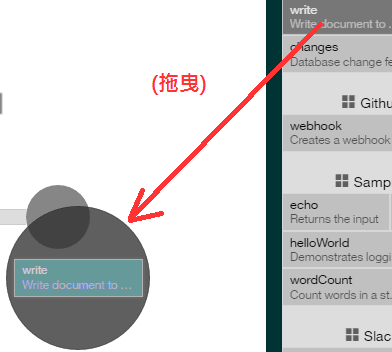 write
Write document to ...
(拖曳)
changes
Database change fe
Github
webhook
Creates a webhook
Samp
echo
Returns the input
helloWorld
Demonstrates loggi
wordCount
Count words in a st.
Slac
write
Write document to ...